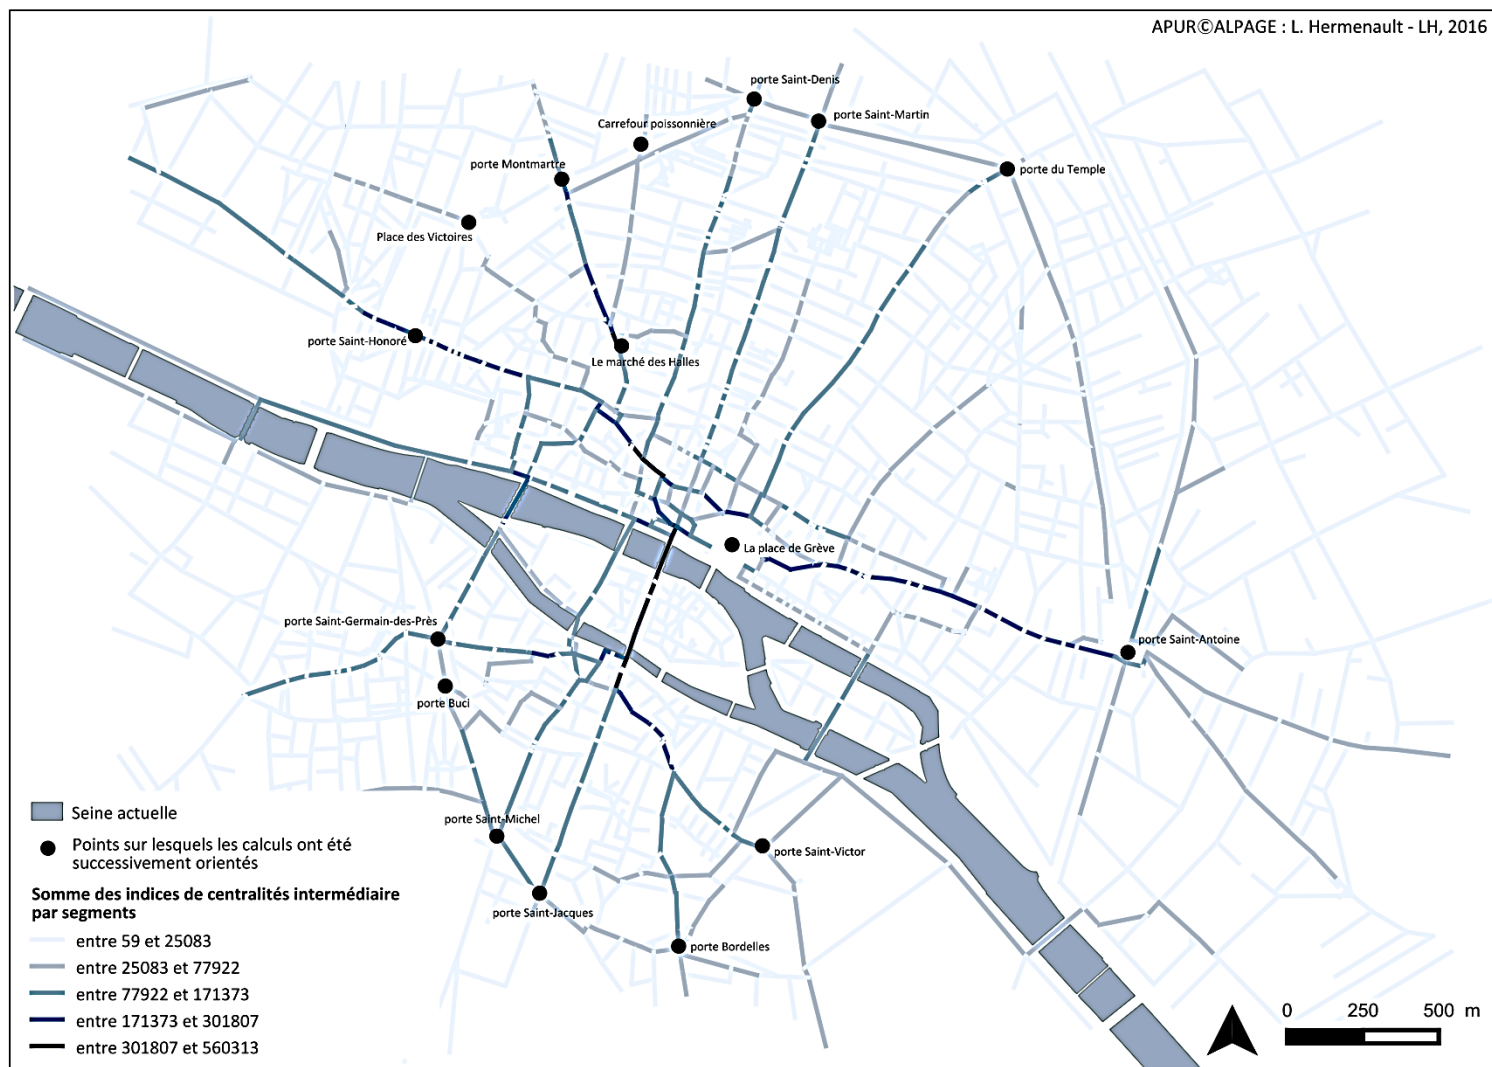 APUR©ALPAGE : L. Hermenault - LH, 2016
porte Saint-Denis
porte Saint-Martin
Carrefour poissonnière
porte Montmartre
porte du Temple
Place des Victoires
porte Saint-Honoré
Le marché des Halles
La place de Grève
porte Saint-Germain-des-Près
porte Saint-Antoine
porte Buci
porte Saint-Michel
porte Saint-Victor
porte Saint-Jacques
porte Bordelles
Seine actuelle
Points sur lesquels les calculs ont été
successivement orientés
Somme des indices de centralités intermédiaire
par segments
entre 59 et 25083
entre 25083 et 77922
entre 77922 et 171373
entre 171373 et 301807
entre 301807 et 560313
0 250 500 m